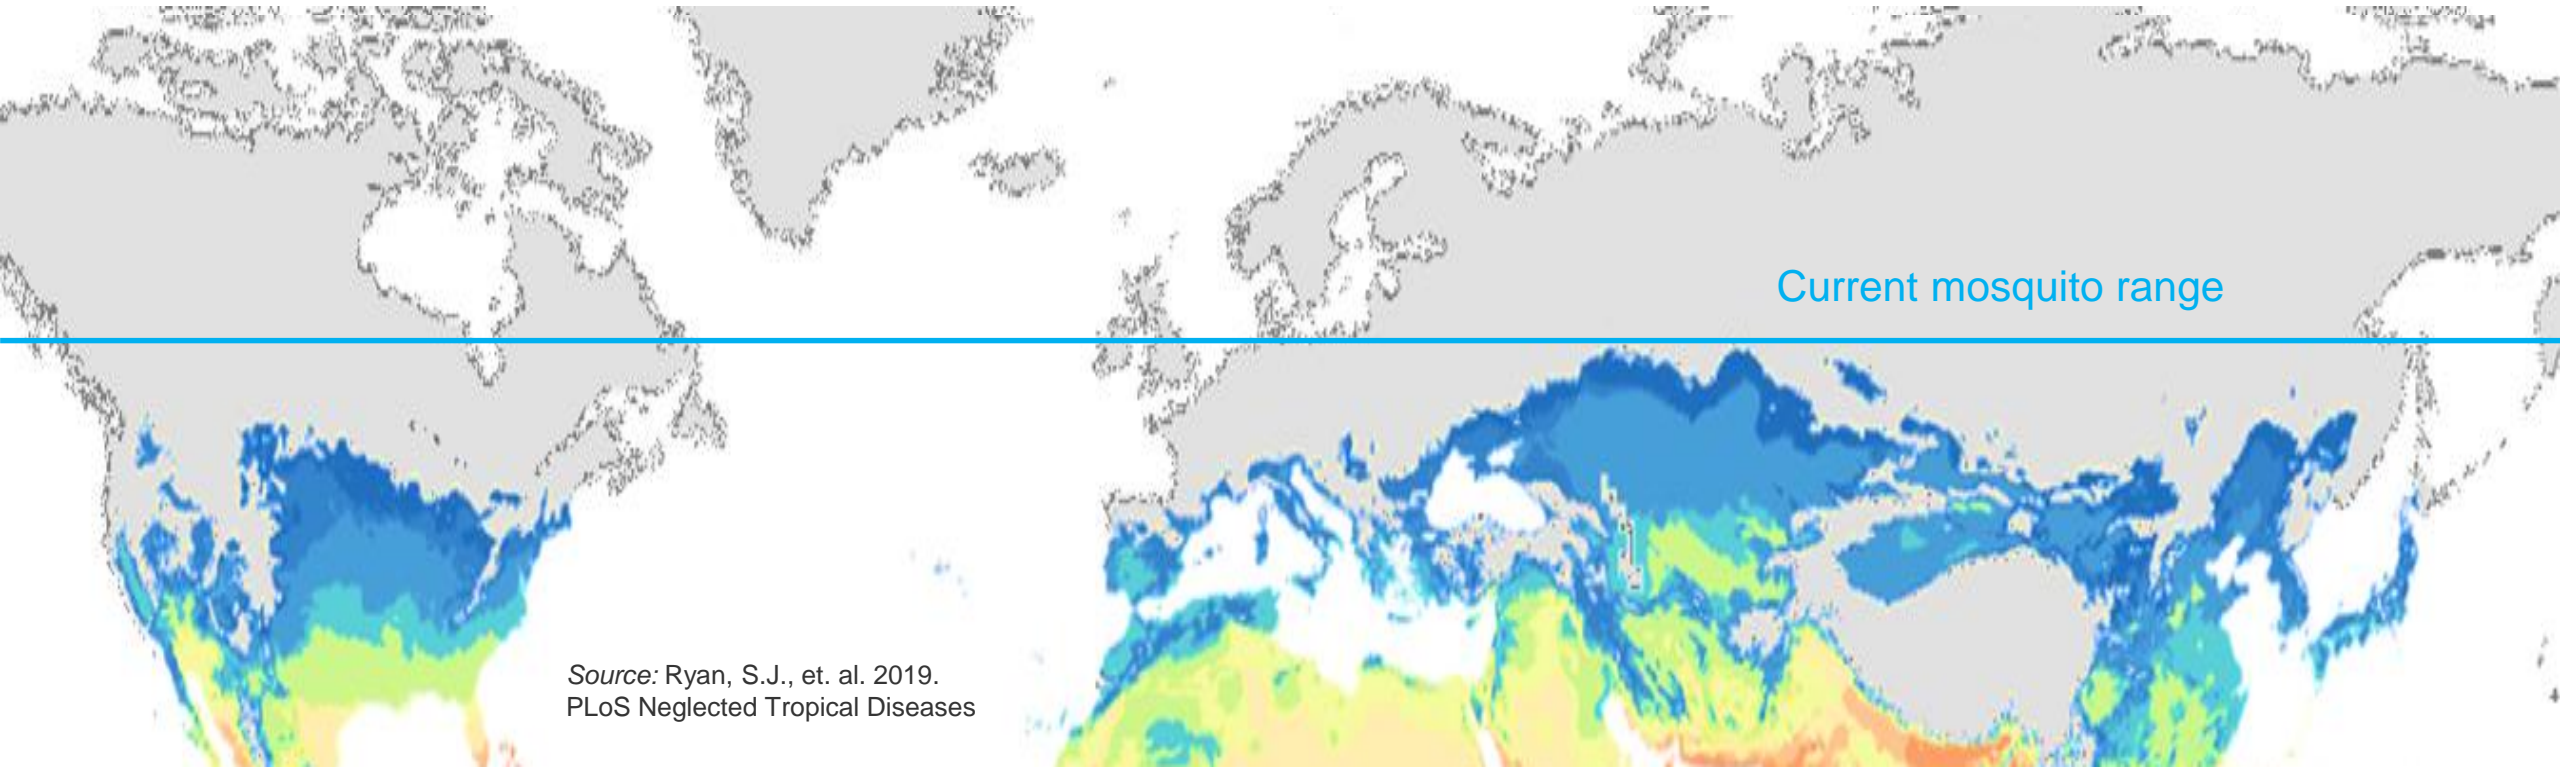 Current mosquito range
Source: Ryan, S.J., et. al. 2019.
PLoS Neglected Tropical Diseases